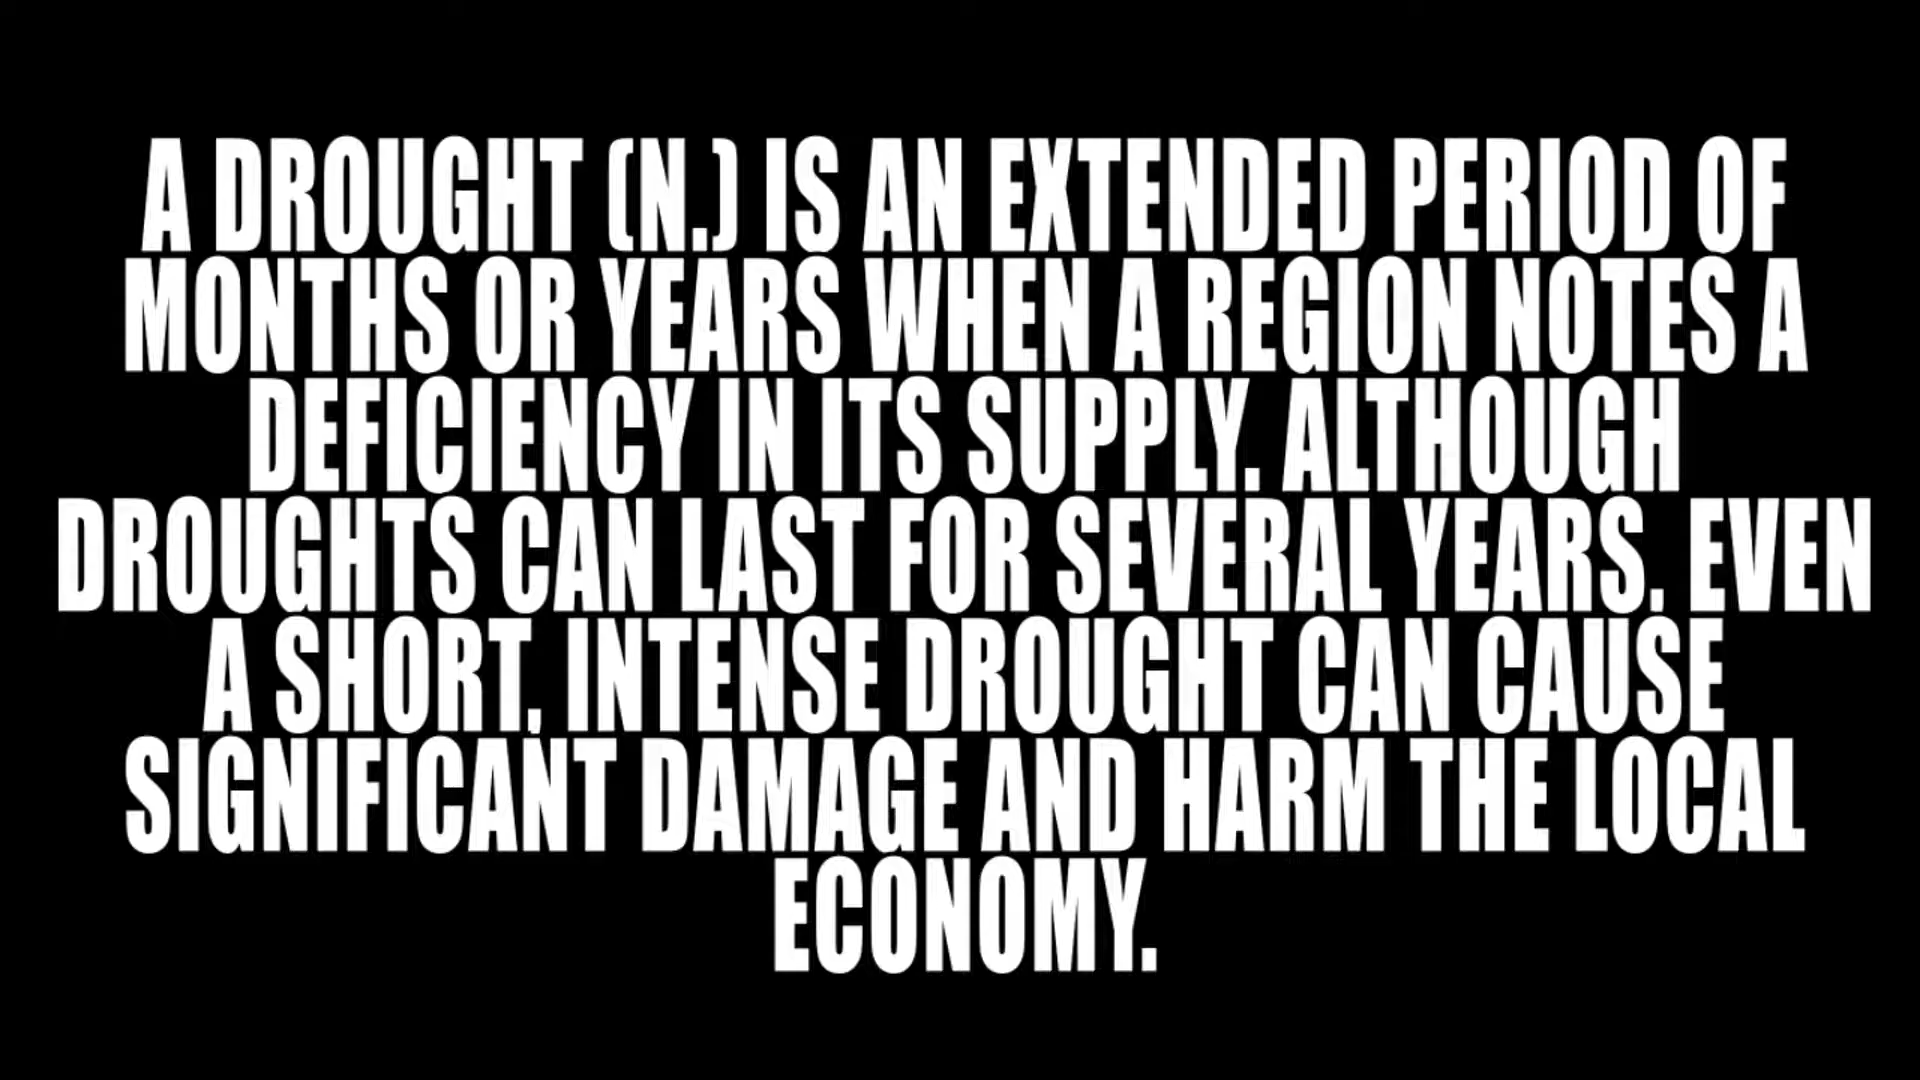 A DROUGHT (N.) IS AN EXTENDED PERIOD OF
MONTHS OR YEARS WHEN A REGION NOTES A
DEFICIENCY IN ITS SUPPLY. ALTHOUGH
DROUGHTS CAN LAST FOR SEVERAL YEARS, EVEN
A SHORT, INTENSE DROUGHT CAN CAUSE
SIGNIFICANT DAMAGE AND HARM THE LOCAL
ECONOMY.